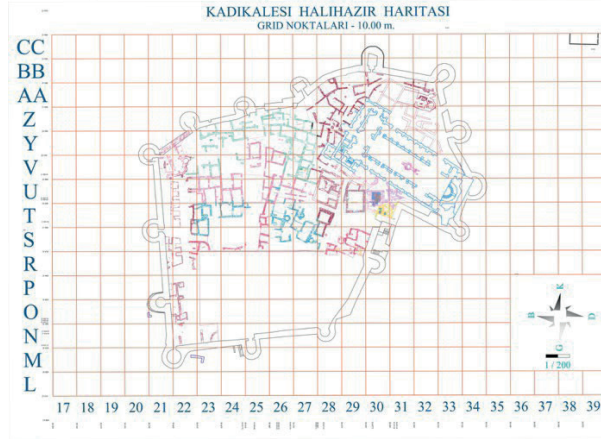 KADIKALESI HALIHAZIR HARITASI
GRID NOKTALARI - 10.00 m.
CC
BB
AA
Z
Y
V
U
T
S
R
P
O
N
M
L
K
B D
G
1 / 200
17 18 19 20 21 22 23 24 25 26 27 28 29 30 31 32 33 34 35 36 37 38 39